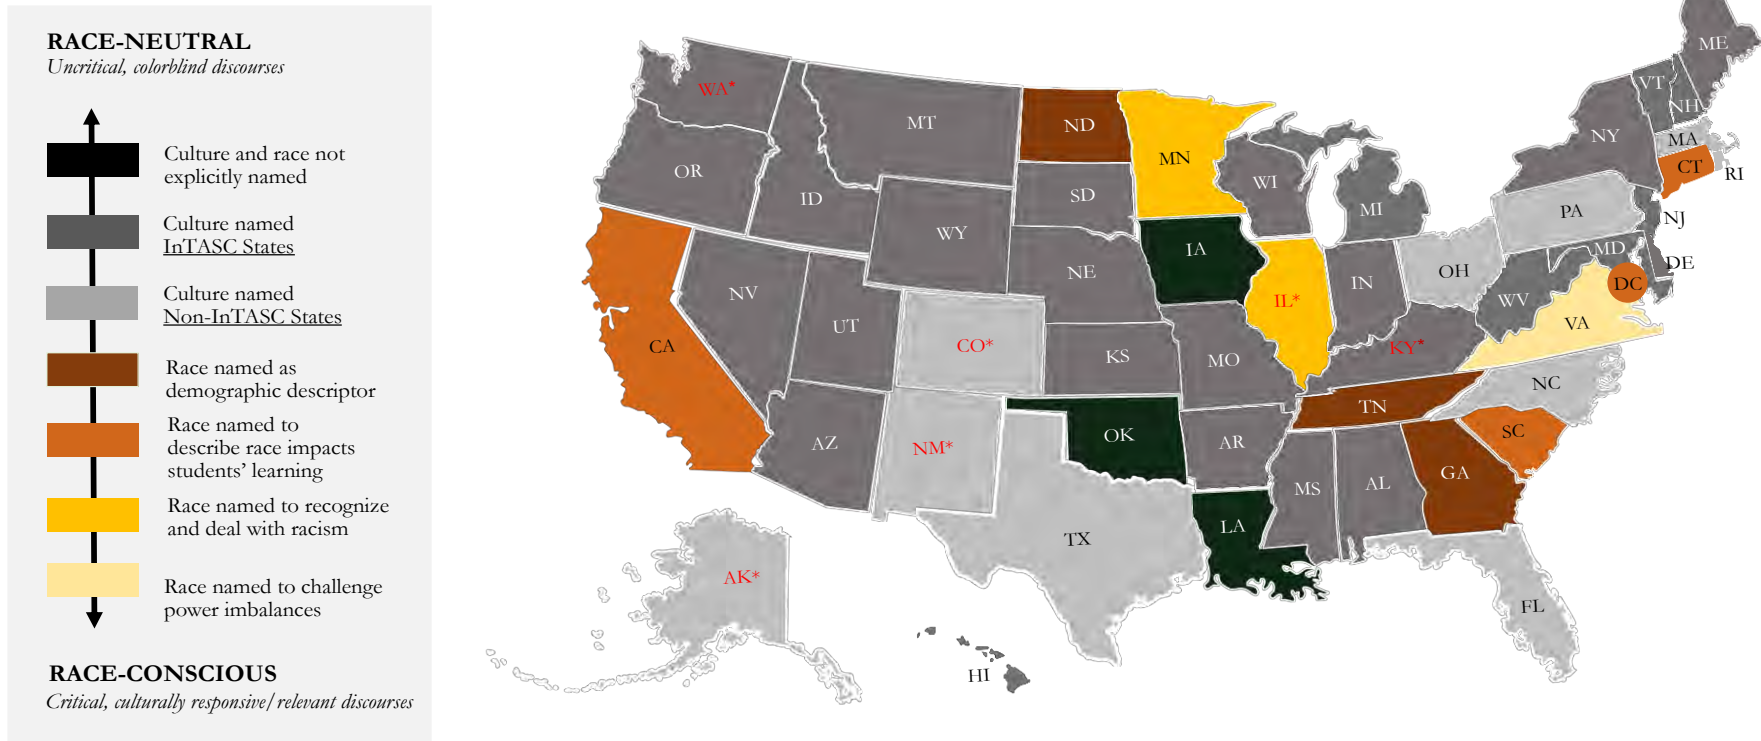 RACE-NEUTRAL
Uncritical, colorblind discourses
Culture and race not
explicitly named
Culture named
InTASC States
Culture named
Non-InTASC States
Race named as
demographic descriptor
Race named to
describe race impacts
students’ learning
Race named to recognize
and deal with racism
Race named to challenge
power imbalances
RACE-CONSCIOUS
Critical, culturally responsive/relevant discourses
WA*
MT
ND
MN
OR
ID
SD
WY
WI
MI
NY
VT
NH
ME
MA
CT
RI
PA
NJ
IA
NE
NV
UT
CO*
CA
KS
MO
IL*
IN
OH
MD
DE
DC
WV
VA
KY*
NC
TN
SC
AZ
NM*
OK
AR
MS
AL
GA
LA
TX
FL
AK*
HI